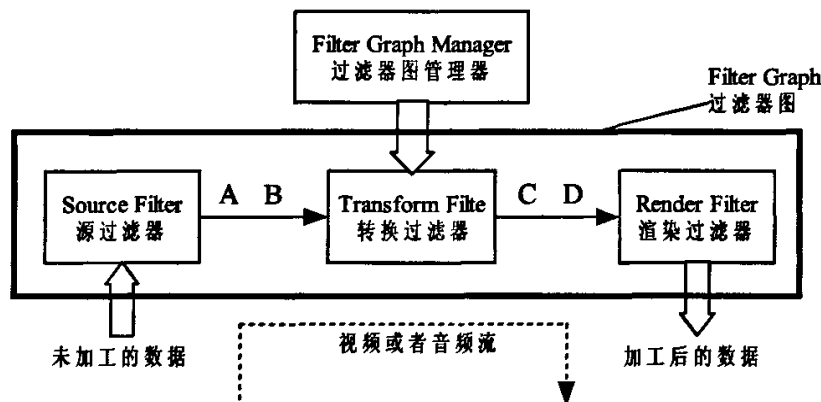 Filter Graph Manager
过滤器图管理器
Filter Graph
过滤器图
Source Filter
源过滤器
A B
Transform Filte
转换过滤器
C D
Render Filter
渲染过滤器
未加工的数据
视频或者音频流
加工后的数据